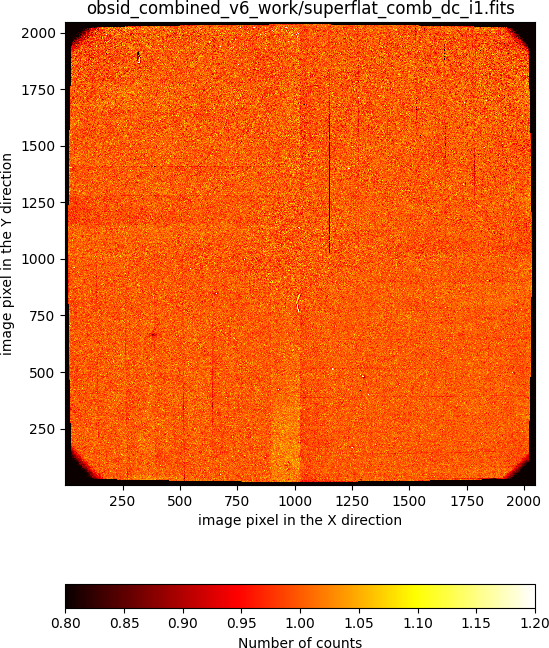 obsid_combined_v6_work/superflat_comb_dc_i1.fits
image pixel in the Y direction
2000
1750
1500
1250
1000
750
500
250
250 500 750 1000 1250 1500 1750 2000
image pixel in the X direction
0.80 0.85 0.90 0.95 1.00 1.05 1.10 1.15 1.20
Number of counts